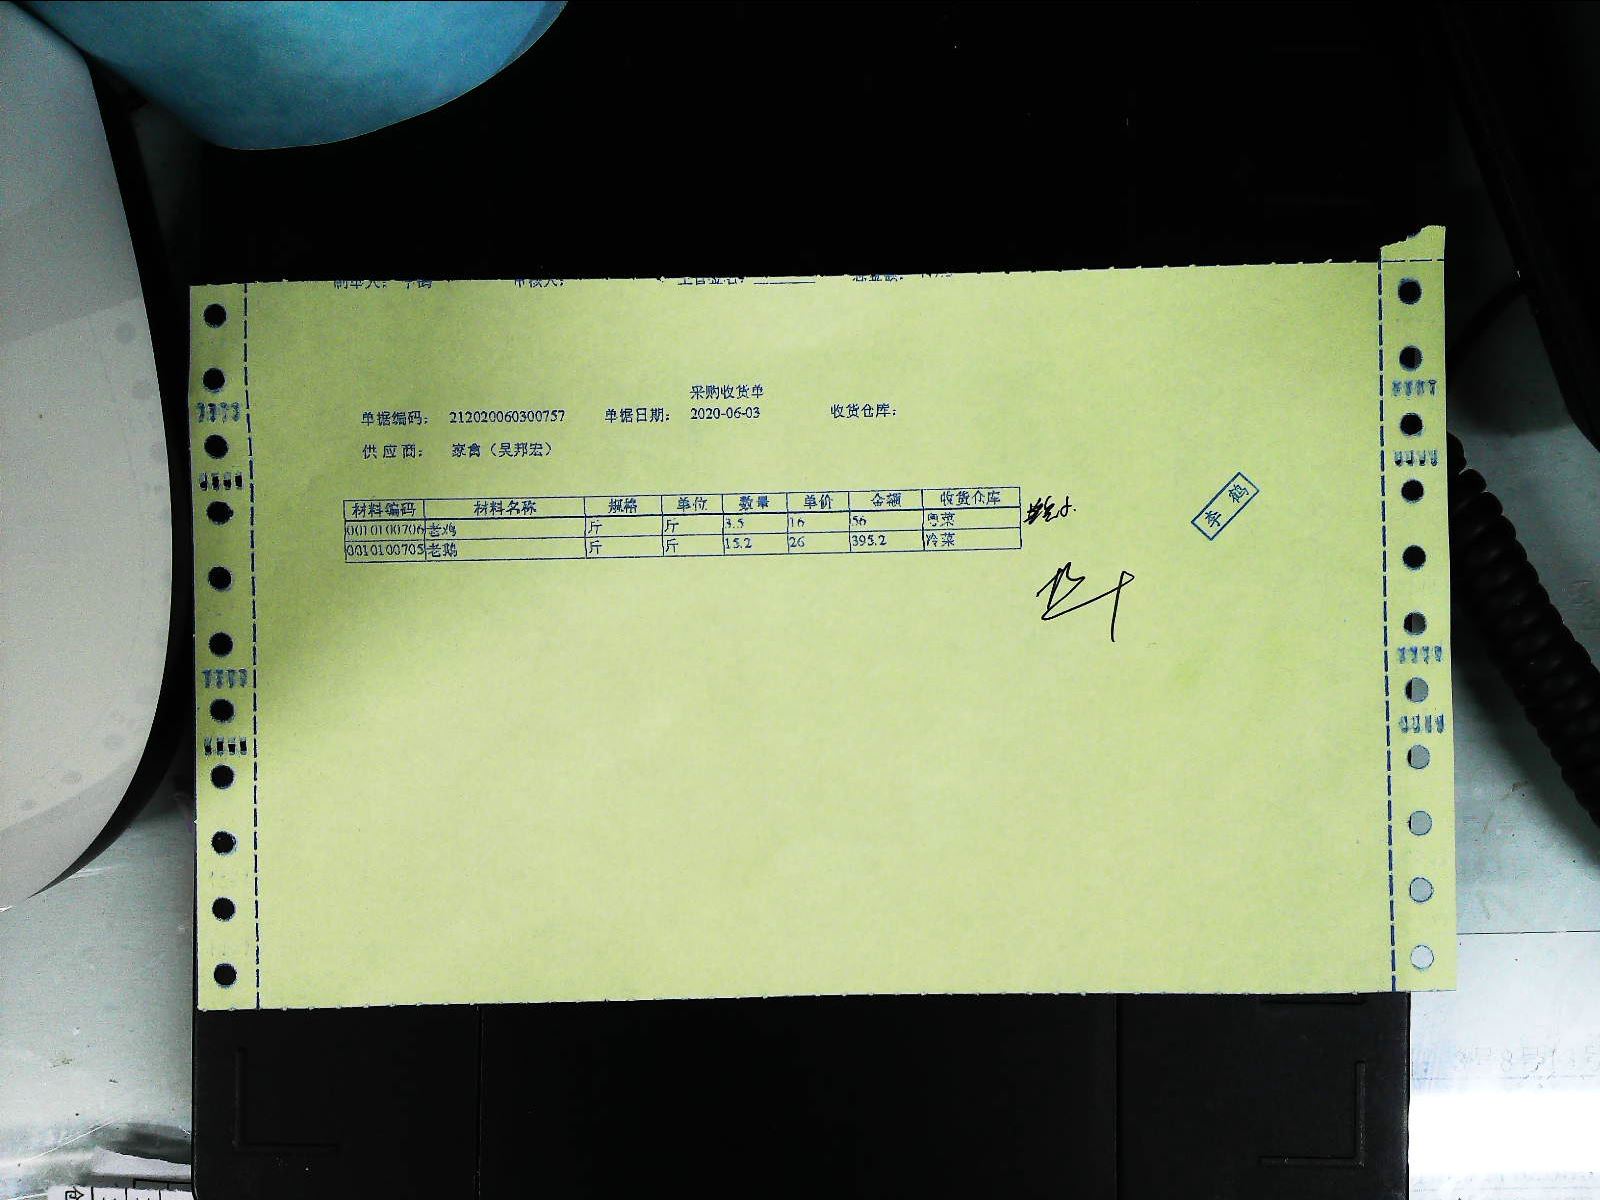 采购收货单
单据编码： 212020060300757 单据日期： 2020-06-03 收货仓库：
供应商： 家禽（吴邦宏）
材料编码 材料名称 规格 单位 数量 单价 金额 收货仓库
0010100706 老鸡 斤 斤 3.5 16 56 粤菜
0010100705 老鹅 斤 斤 15.2 26 395.2 冷菜
李鹤